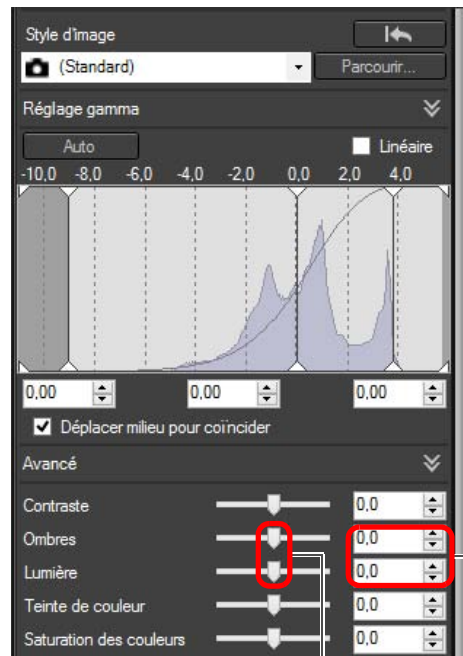 Style d'image
(Standard) Parcourir...
Réglage gamma
Auto Linéaire
-10,0 -8,0 -6,0 -4,0 -2,0 0,0 2,0 4,0
0,00 0,00 0,00
Déplacer milieu pour coïncider
Avancé
Contraste 0,0
Ombres 0,0
Lumière 0,0
Teinte de couleur 0,0
Saturation des couleurs 0,0